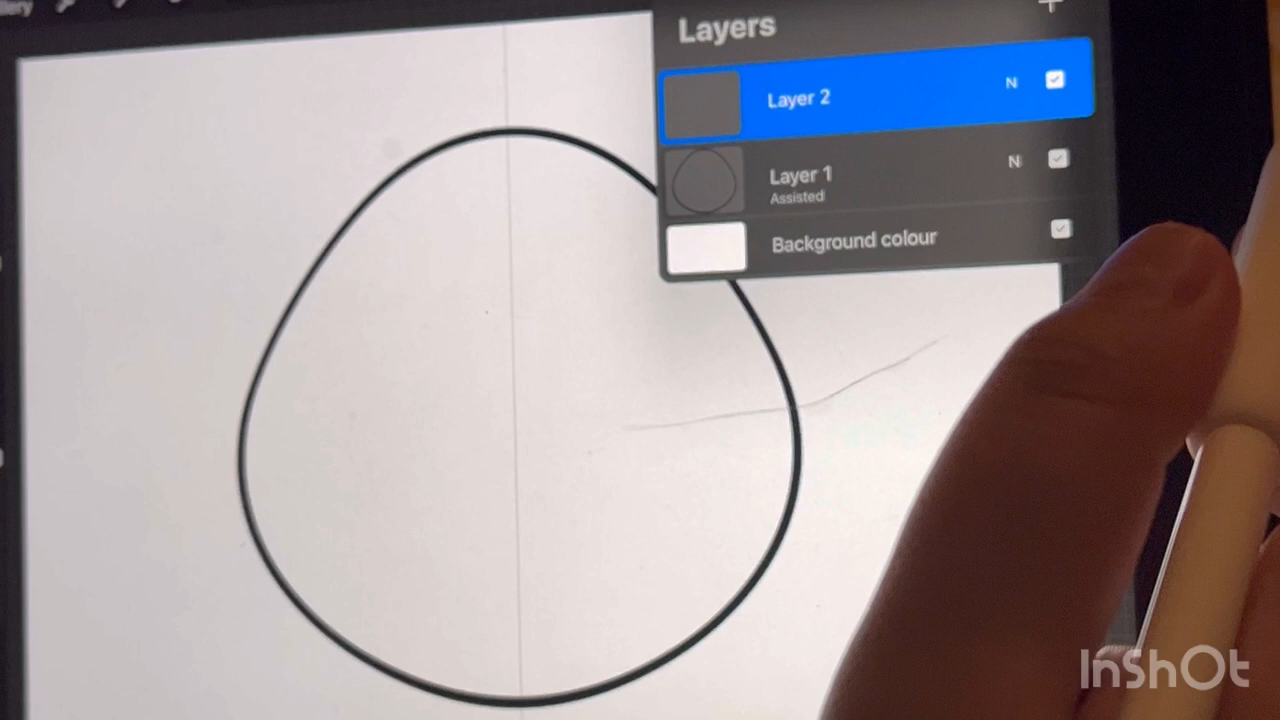 Layers
Layer 2
N
Layer 1
N
Assisted
Background colour
InShOt